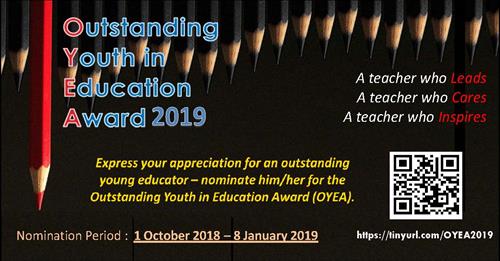 Outstanding
Youth in
Education
Award 2019
A teacher who Leads
A teacher who Cares
A teacher who Inspires
Express your appreciation for an outstanding
young educator – nominate him/her for the
Outstanding Youth in Education Award (OYEA).
Nomination Period : 1 October 2018 – 8 January 2019
https://tinyurl.com/OYEA2019